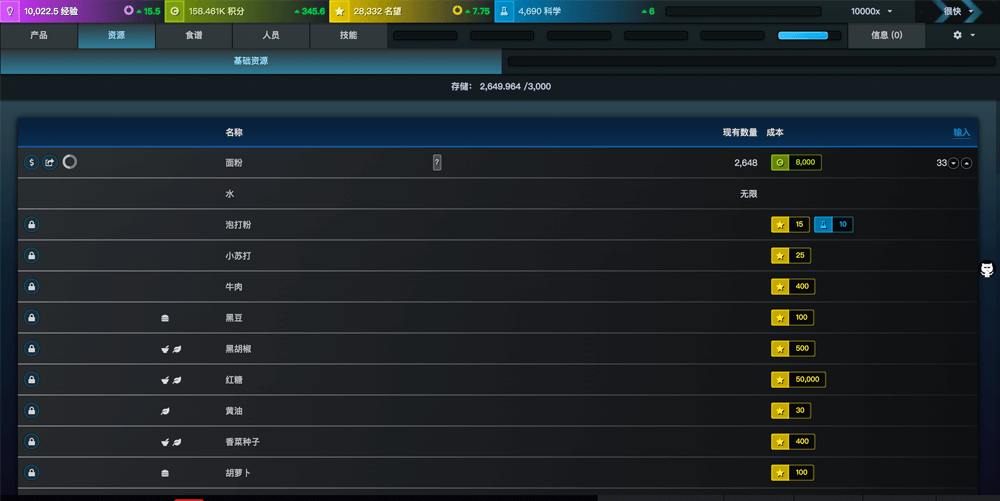 10,022.5 经验 15.5 158.461K 积分 345.6 28,332 名望 7.75 4,690 科学 6 10000x 很快
产品 资源 食谱 人员 技能 信息 (0)
基础资源
存储: 2,649.964 /3,000
名称 现有数量 成本 输入
$ 面粉 ? 2,648 8,000 33
水 无限
泡打粉 15 10
小苏打 25
牛肉 400
黑豆 100
黑胡椒 500
红糖 50,000
黄油 30
香菜种子 400
胡萝卜 100